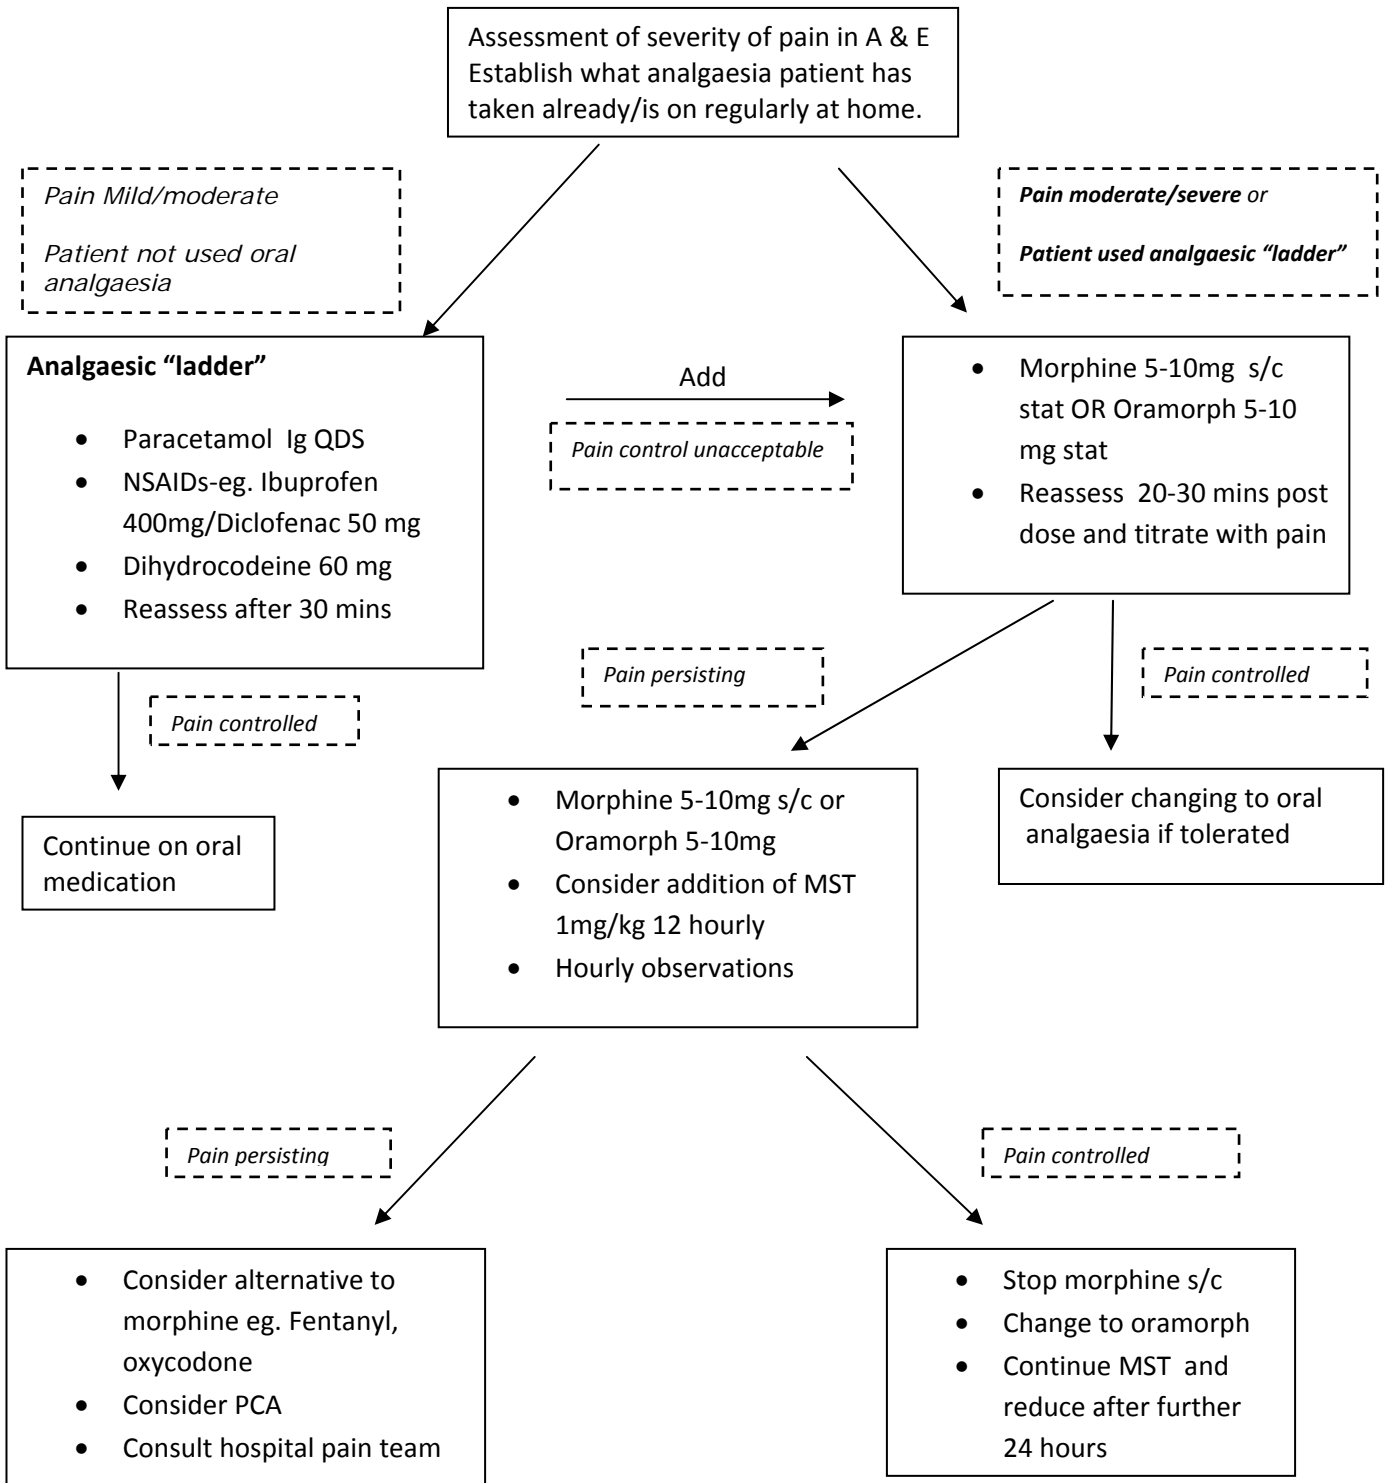 Assessment of severity of pain in A & E
Establish what analgaesia patient has
taken already/is on regularly at home.
Pain Mild/moderate
Patient not used oral
analgaesia
Pain moderate/severe or
Patient used analgaesic “ladder”
Analgaesic “ladder”
• Paracetamol Ig QDS
• NSAIDs-eg. Ibuprofen
400mg/Diclofenac 50 mg
• Dihydrocodeine 60 mg
• Reassess after 30 mins
Add
Pain control unacceptable
• Morphine 5-10mg s/c
stat OR Oramorph 5-10
mg stat
• Reassess 20-30 mins post
dose and titrate with pain
Pain controlled
Pain persisting
Pain controlled
Continue on oral
medication
• Morphine 5-10mg s/c or
Oramorph 5-10mg
• Consider addition of MST
1mg/kg 12 hourly
• Hourly observations
Consider changing to oral
analgaesia if tolerated
Pain persisting
Pain controlled
• Consider alternative to
morphine eg. Fentanyl,
oxycodone
• Consider PCA
• Consult hospital pain team
• Stop morphine s/c
• Change to oramorph
• Continue MST and
reduce after further
24 hours